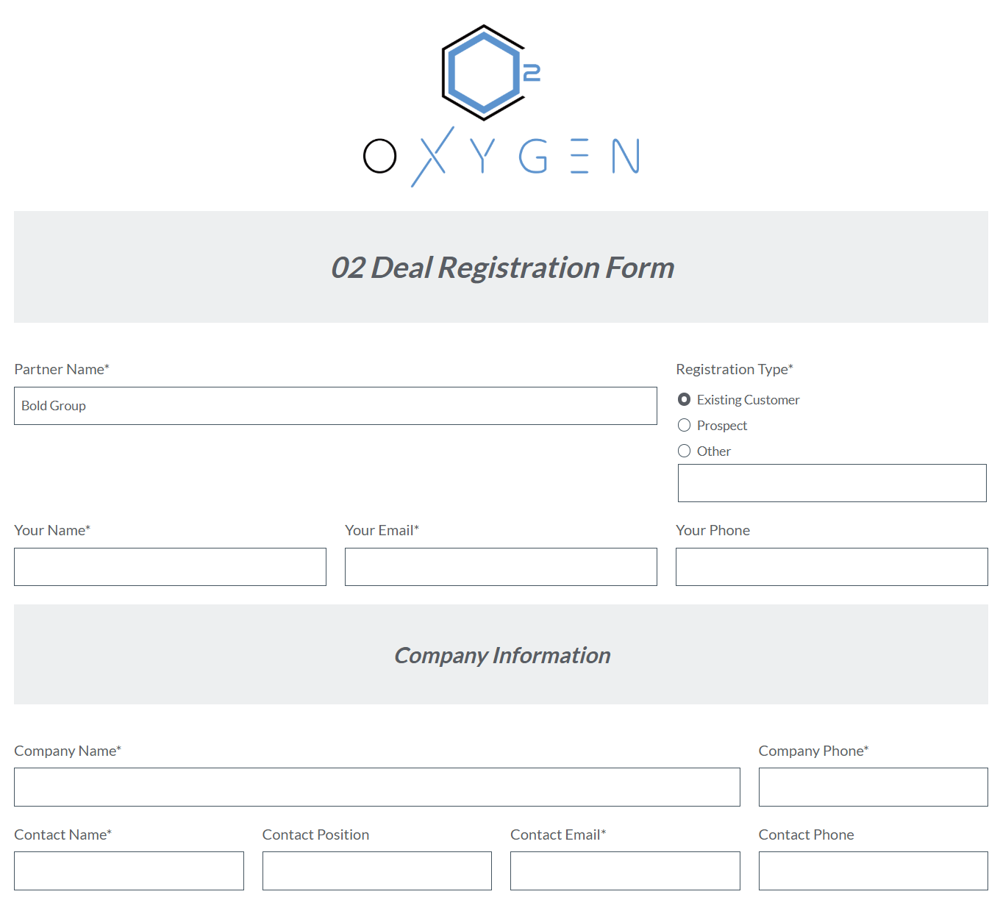 2
OXYGEN
02 Deal Registration Form
Partner Name*
Registration Type*
Bold Group
Existing Customer
Prospect
Other
Your Name*
Your Email*
Your Phone
Company Information
Company Name*
Company Phone*
Contact Name*
Contact Position
Contact Email*
Contact Phone